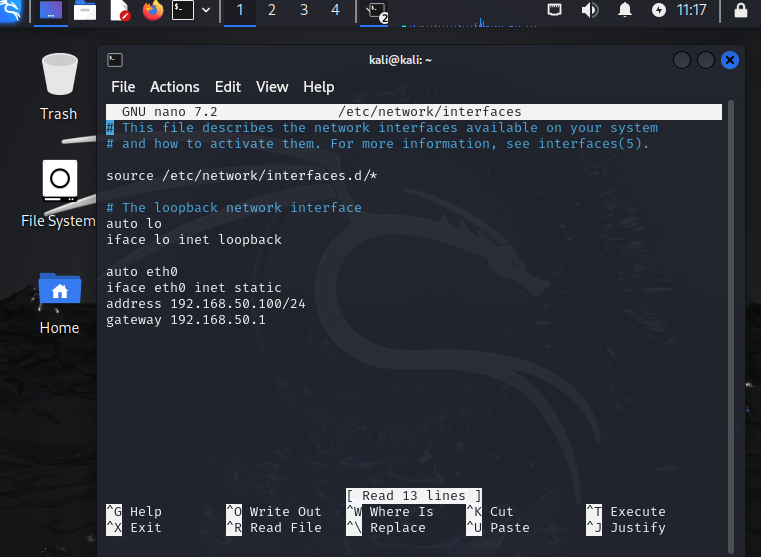 1 2 3 4 2 11:17
kali@kali: ~
File Actions Edit View Help
GNU nano 7.2 /etc/network/interfaces
# This file describes the network interfaces available on your system
# and how to activate them. For more information, see interfaces(5).
source /etc/network/interfaces.d/*
# The loopback network interface
auto lo
iface lo inet loopback
auto eth0
iface eth0 inet static
address 192.168.50.100/24
gateway 192.168.50.1
[ Read 13 lines ]
^G Help ^O Write Out ^W Where Is ^K Cut ^T Execute
^X Exit ^R Read File ^\ Replace ^U Paste ^J Justify
Trash
File System
Home